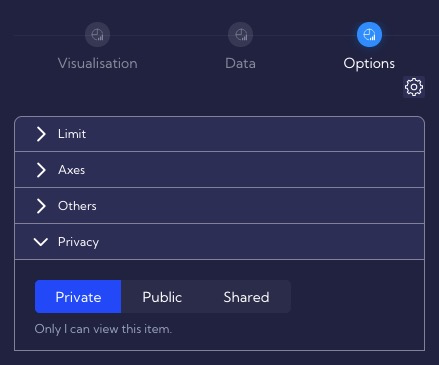 Visualisation Data Options
Limit
Axes
Others
Privacy
Private Public Shared
Only I can view this item.